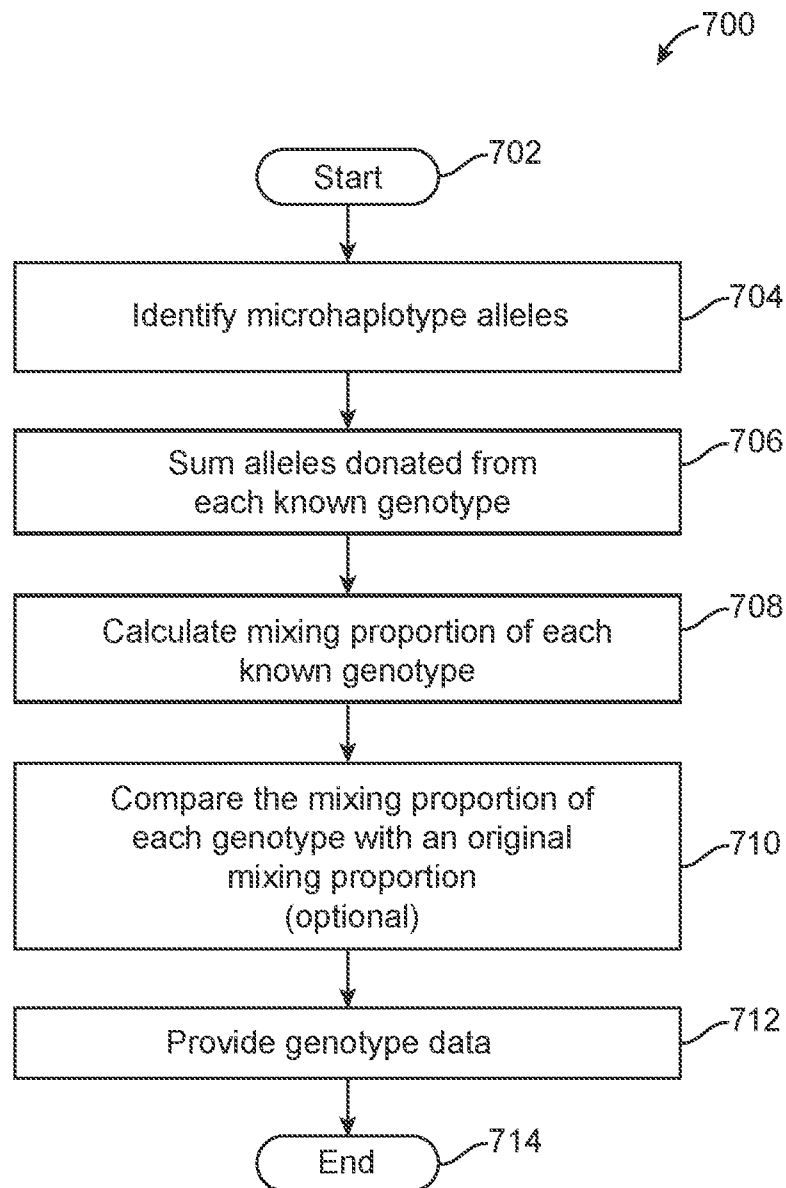 700
Start
702
Identify microhaplotype alleles
704
Sum alleles donated from
each known genotype
706
Calculate mixing proportion of each
known genotype
708
Compare the mixing proportion of
each genotype with an original
mixing proportion
(optional)
710
Provide genotype data
712
End
714